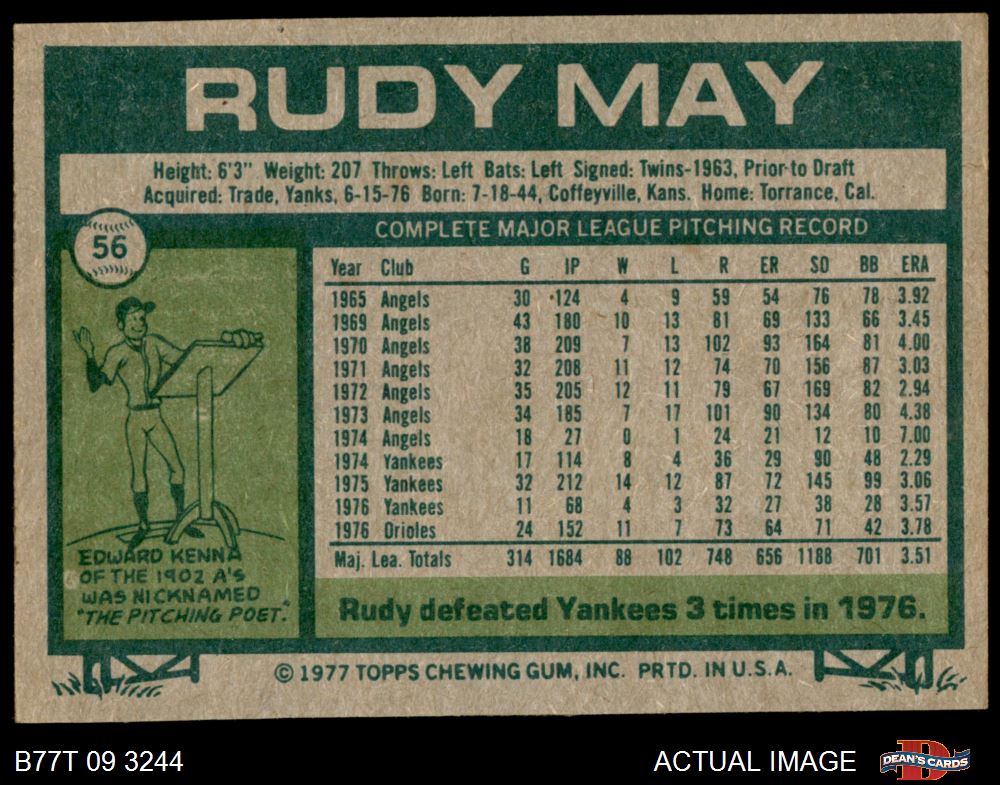 RUDY MAY
Height: 6'3" Weight: 207 Throws: Left Bats: Left Signed: Twins-1963, Prior to Draft
Acquired: Trade, Yanks, 6-15-76 Born: 7-18-44, Coffeyville, Kans. Home: Torrance, Cal.
56
COMPLETE MAJOR LEAGUE PITCHING RECORD
Year Club G IP W L R ER SO BB ERA
1965 Angels 30 124 4 9 59 54 76 78 3.92
1969 Angels 43 180 10 13 81 69 133 66 3.45
1970 Angels 38 209 7 13 102 93 164 81 4.00
1971 Angels 32 208 11 12 74 70 156 87 3.03
1972 Angels 35 205 12 11 79 67 169 82 2.94
1973 Angels 34 185 7 17 101 90 134 80 4.38
1974 Angels 18 27 0 1 24 21 12 10 7.00
1974 Yankees 17 114 8 4 36 29 90 48 2.29
1975 Yankees 32 212 14 12 87 72 145 99 3.06
1976 Yankees 11 68 4 3 32 27 38 28 3.57
1976 Orioles 24 152 11 7 73 64 71 42 3.78
Maj. Lea. Totals 314 1684 88 102 748 656 1188 701 3.51
EDWARD KENNA
OF THE 1902 A'S
WAS NICKNAMED
"THE PITCHING POET."
Rudy defeated Yankees 3 times in 1976.
© 1977 TOPPS CHEWING GUM, INC. PRTD. IN U.S.A.
B77T 09 3244
ACTUAL IMAGE
D
DEAN'S CARDS